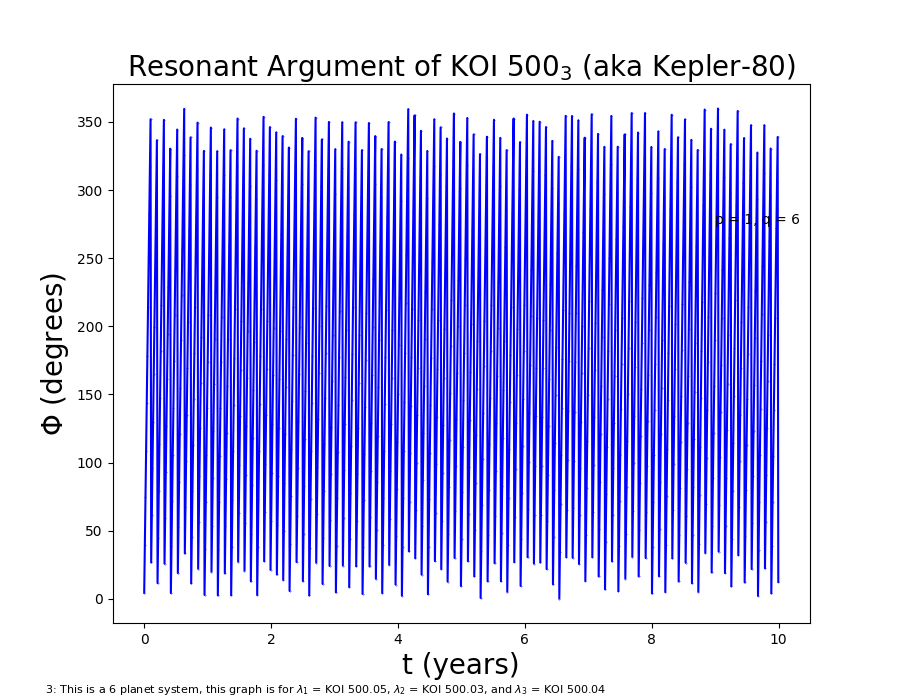 Resonant Argument of KOI 500₃ (aka Kepler-80)
Φ (degrees)
350
300
250
200
150
100
50
0
p = 1, q = 6
0 2 4 6 8 10
t (years)
3: This is a 6 planet system, this graph is for λ₁ = KOI 500.05, λ₂ = KOI 500.03, and λ₃ = KOI 500.04